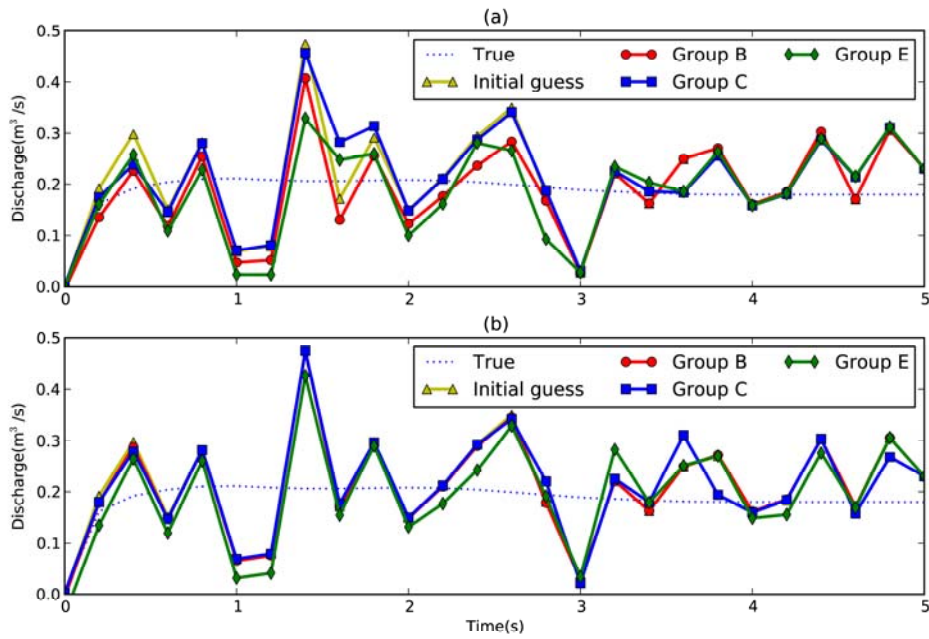 (a)
0.5
0.4
0.3
0.2
0.1
0.0
Discharge(m³/s)
True
Initial guess
Group B
Group C
Group E
0 1 2 3 4 5
(b)
0.5
0.4
0.3
0.2
0.1
0.0
Discharge(m³/s)
True
Initial guess
Group B
Group C
Group E
0 1 2 3 4 5
Time(s)